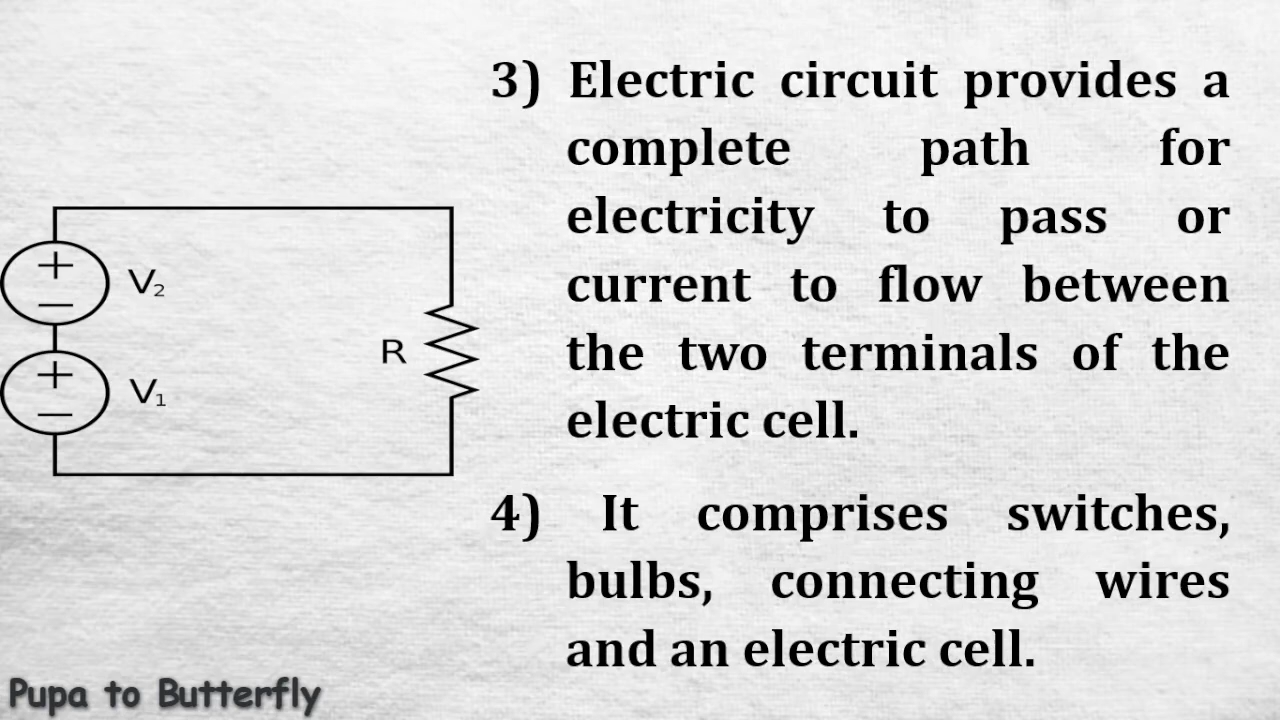 3) Electric circuit provides a
complete path for
electricity to pass or
current to flow between
the two terminals of the
electric cell.
4) It comprises switches,
bulbs, connecting wires
and an electric cell.
+
V₂
−
+
V₁
−
R
Pupa to Butterfly